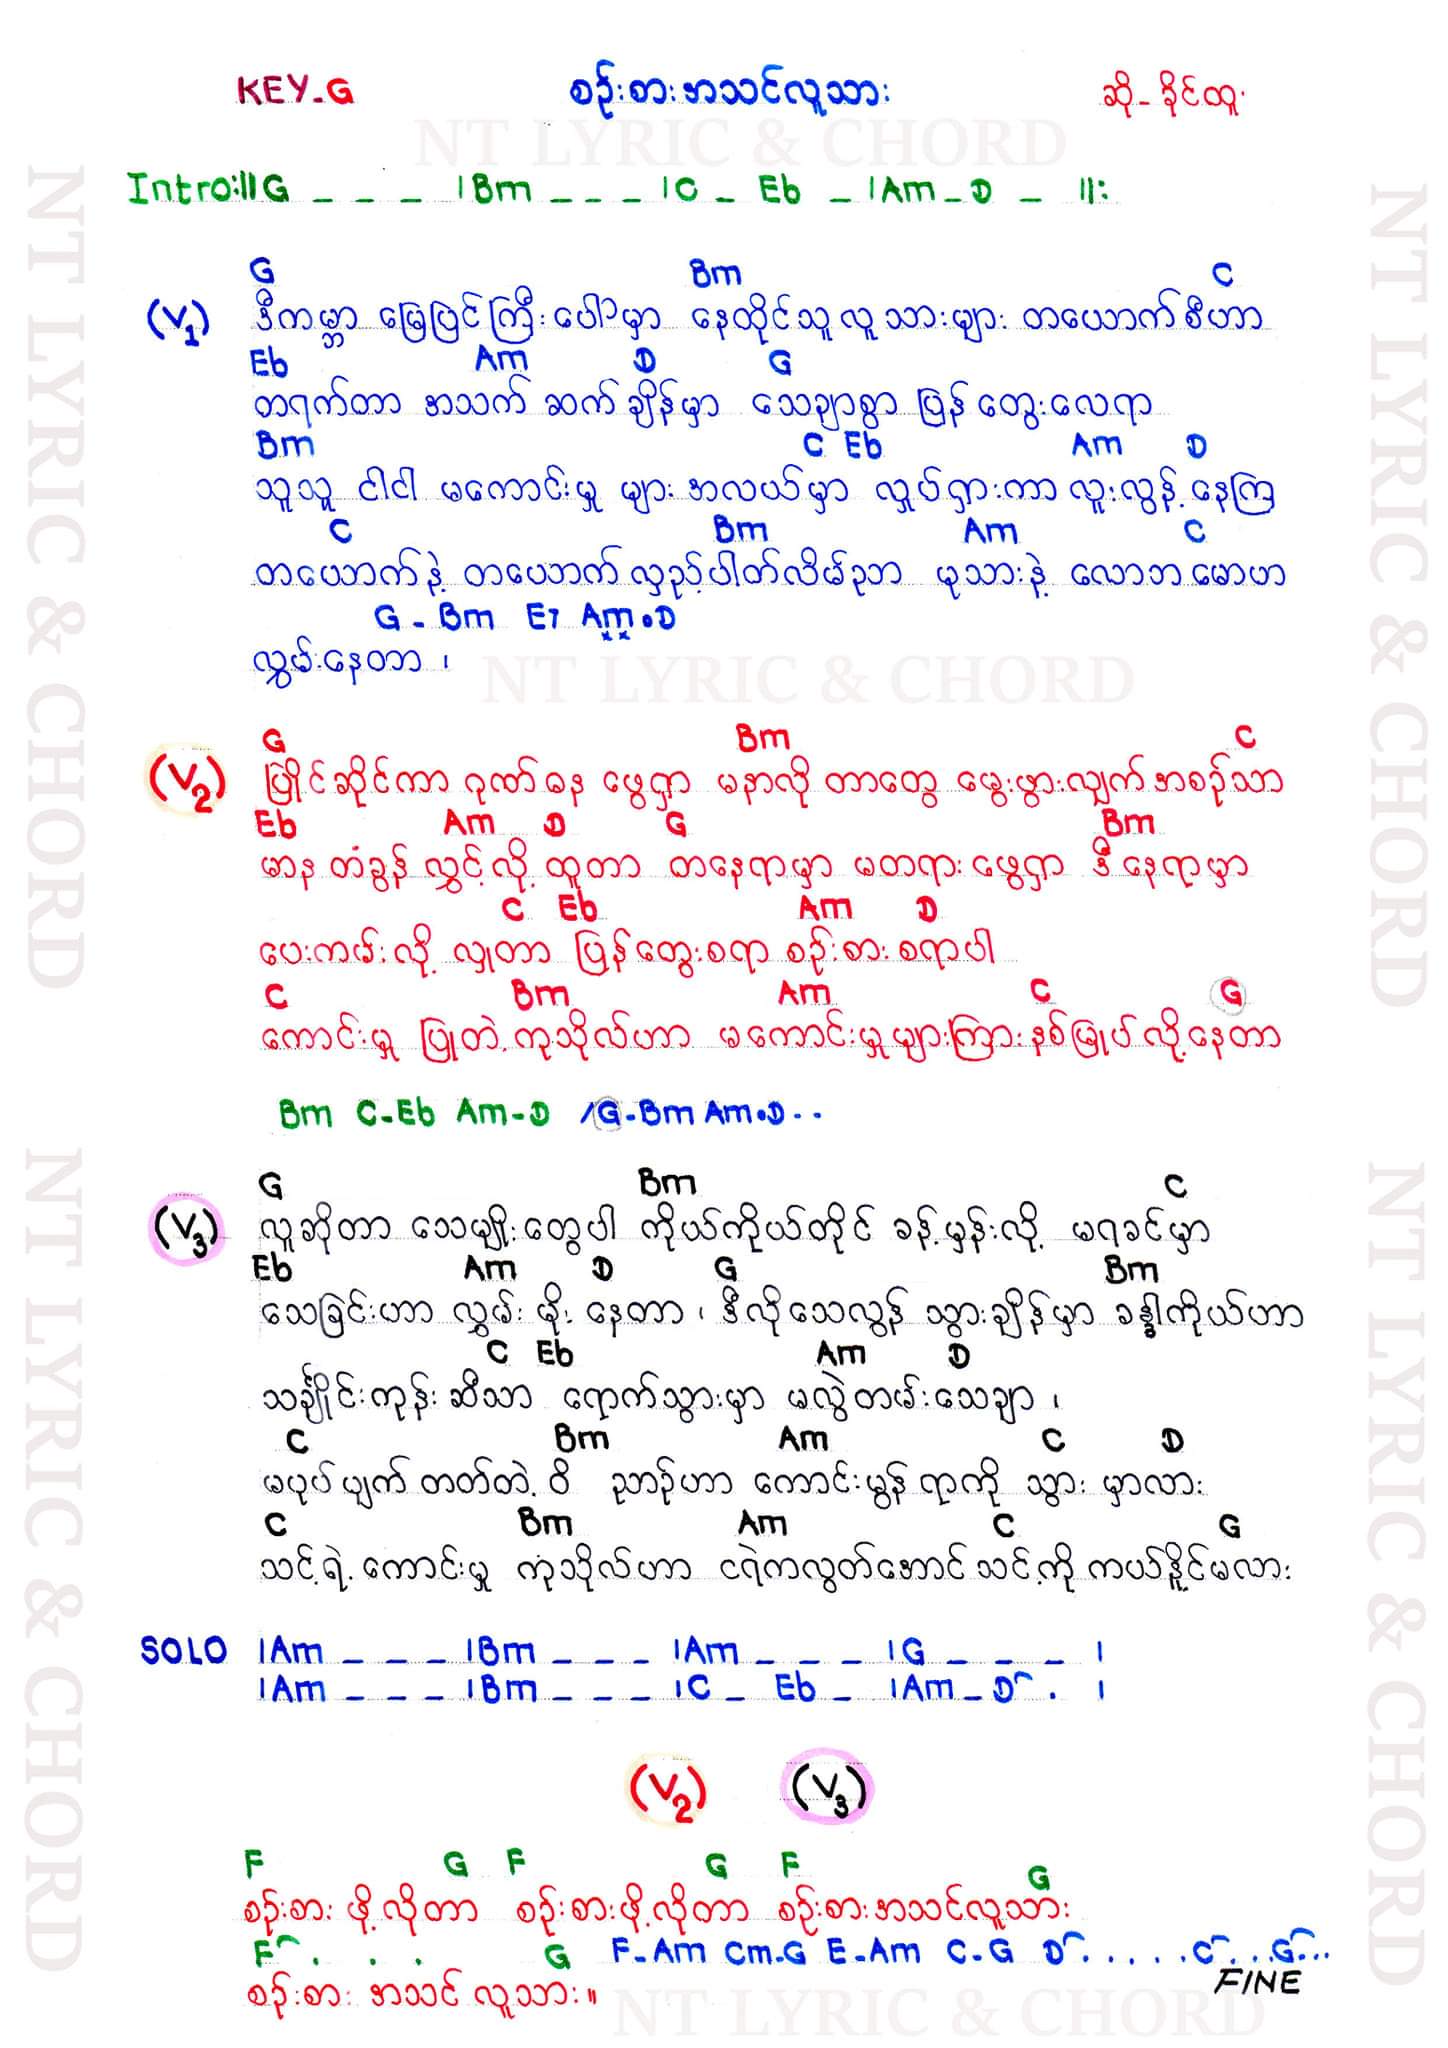 KEY-G စဉ်းစားအသင်လူသား ဆို-ခိုင်ထူး
NT LYRIC & CHORD
Intro:||G _ _ _ |Bm _ _ _ |C _ Eb _ |Am _ D _ ||:
G Bm C
(V1) ဒီကမ္ဘာ မြေပြင်ကြီးပေါ်မှာ နေထိုင်သူလူသားများ တယောက်စီဟာ
Eb Am D G
တရက်တာ အသက်ဆက်ချိန်မှာ သေချာစွာ ပြန်တွေးလေရာ
Bm C Eb Am D
သူသူ ငါငါ မကောင်းမှု များအလယ်မှာ လှုပ်ရှားကာ လူးလွန့်နေကြ
C Bm Am C
တယောက်နဲ့ တယောက်လှည့်ပါတ်လိမ်ညာ မုသားနဲ့ လောဘမောဟ
G - Bm E7 Am . D
လွှမ်းနေတာ ၊
NT LYRIC & CHORD
G Bm C
(V2) ပြိုင်ဆိုင်ကာ ဂုဏ်ဓန ဖွေရှာ မနာလိုတာတွေ မွေးဖွားလျှက်အစဉ်သာ
Eb Am D G Bm
မာန တံခွန်လွှင့်လို့ထူတာ တနေရာမှာ မတရားဖွေရှာ ဒီနေရာမှာ
C Eb Am D
ပေးကမ်းလို့ လှူတာ ပြန်တွေးစရာ စဉ်းစားစရာပါ
C Bm Am C G
ကောင်းမှု ပြုတဲ့ကုသိုလ်ဟာ မကောင်းမှုများကြားနစ်မြုပ်လို့နေတာ
Bm C-Eb Am-D /G-Bm Am.D..
G Bm C
(V3) လူဆိုတာ သေမျိုးတွေပါ ကိုယ်ကိုယ်တိုင် ခန့်မှန်းလို့ မရခင်မှာ
Eb Am D G Bm
သေခြင်းဟာ လွှမ်းမိုးနေတာ ၊ ဒီလိုသေလွန်သွားချိန်မှာ ခန္ဓါကိုယ်ဟာ
C Eb Am D
သင်္ချိုင်းကုန်းဆီသာ ရောက်သွားမှာ မလွဲတမ်းသေချာ ၊
C Bm Am C D
မပုပ်ပျက်တတ်တဲ့ ဝိညာဉ်ဟာ ကောင်းမွန်ရာကို သွားမှာလား
C Bm Am C G
သင့်ရဲ့ကောင်းမှု ကုသိုလ်ဟာ ငရဲကလွတ်အောင်သင့်ကို ကယ်နိူင်မလား
SOLO |Am _ _ _ |Bm _ _ _ |Am _ _ _ |G _ _ _ |
|Am _ _ _ |Bm _ _ _ |C _ Eb _ |Am _ D . |
(V2) (V3)
F G F G F G
စဉ်းစားဖို့လိုတာ စဉ်းစားဖို့လိုတာ စဉ်းစားအသင်လူသား
F . . . G F-Am Cm-G E-Am C-G D.....C...G...
စဉ်းစား အသင်လူသား။ FINE
NT LYRIC & CHORD
NT LYRIC & CHORD
NT LYRIC & CHORD
NT LYRIC & CHORD
NT LYRIC & CHORD